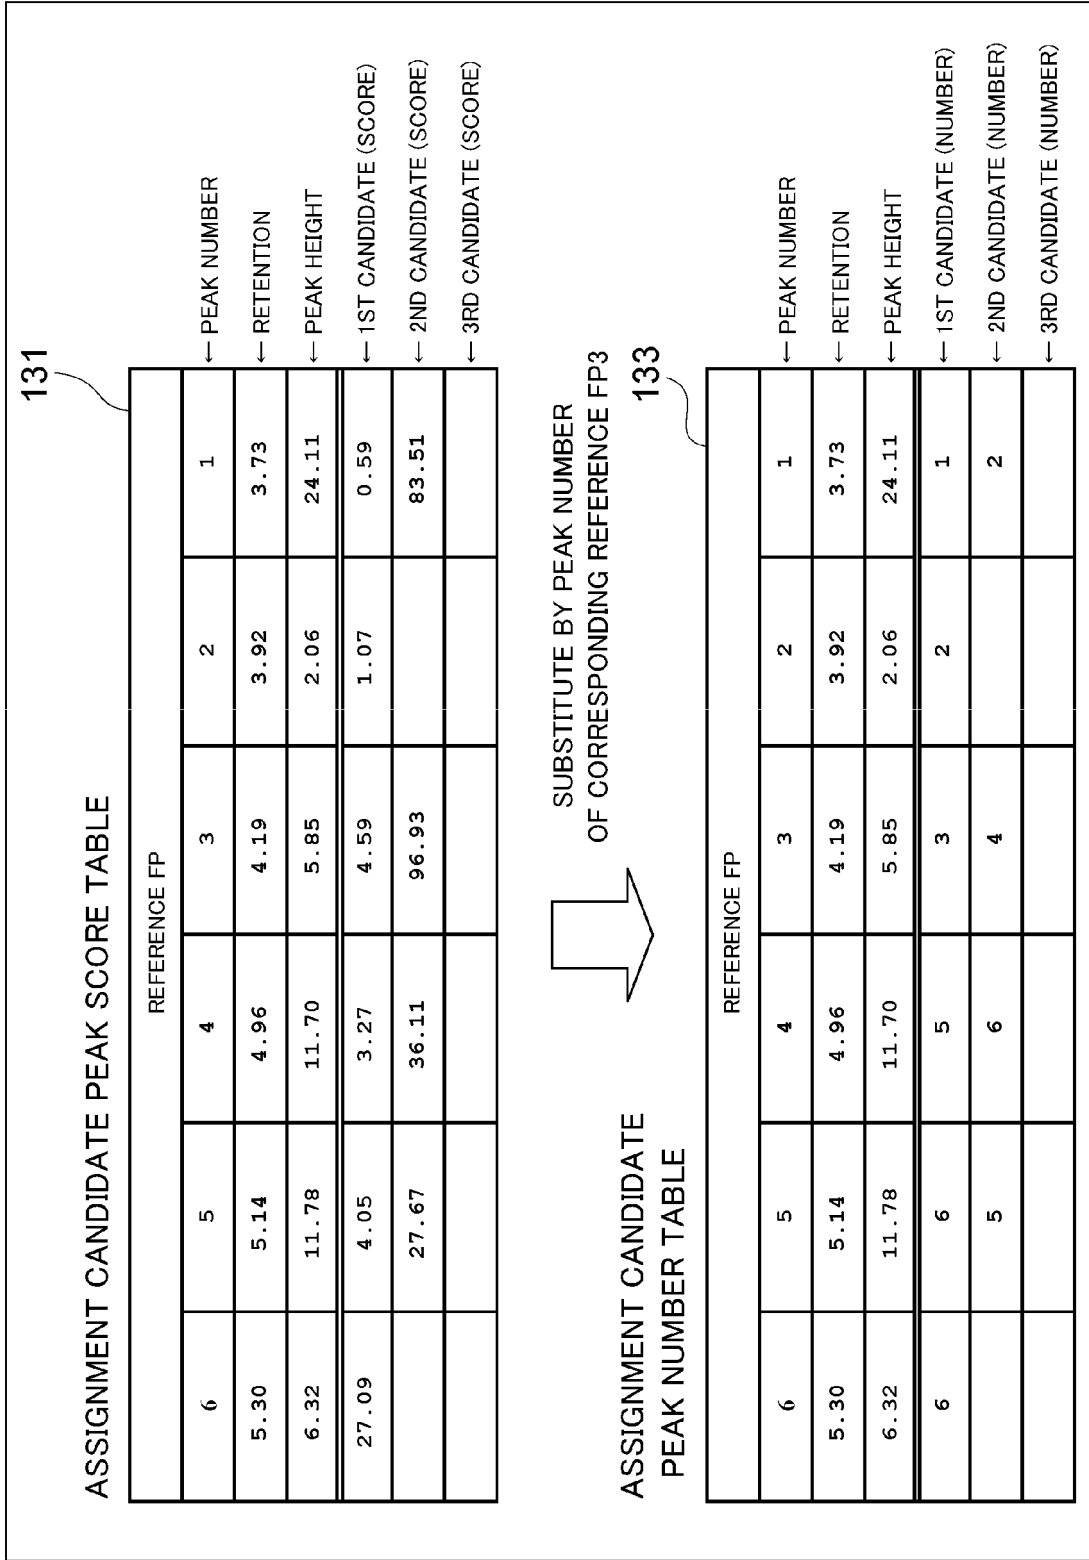 ASSIGNMENT CANDIDATE PEAK SCORE TABLE
131
REFERENCE FP
6 5 4 3 2 1 ← PEAK NUMBER
5.30 5.14 4.96 4.19 3.92 3.73 ← RETENTION
6.32 11.78 11.70 5.85 2.06 24.11 ← PEAK HEIGHT
27.09 4.05 3.27 4.59 1.07 0.59 ← 1ST CANDIDATE (SCORE)
27.67 36.11 96.93 83.51 ← 2ND CANDIDATE (SCORE)
← 3RD CANDIDATE (SCORE)
SUBSTITUTE BY PEAK NUMBER
OF CORRESPONDING REFERENCE FP3
ASSIGNMENT CANDIDATE
PEAK NUMBER TABLE
133
REFERENCE FP
6 5 4 3 2 1 ← PEAK NUMBER
5.30 5.14 4.96 4.19 3.92 3.73 ← RETENTION
6.32 11.78 11.70 5.85 2.06 24.11 ← PEAK HEIGHT
6 6 5 3 2 1 ← 1ST CANDIDATE (NUMBER)
5 6 4 2 ← 2ND CANDIDATE (NUMBER)
← 3RD CANDIDATE (NUMBER)